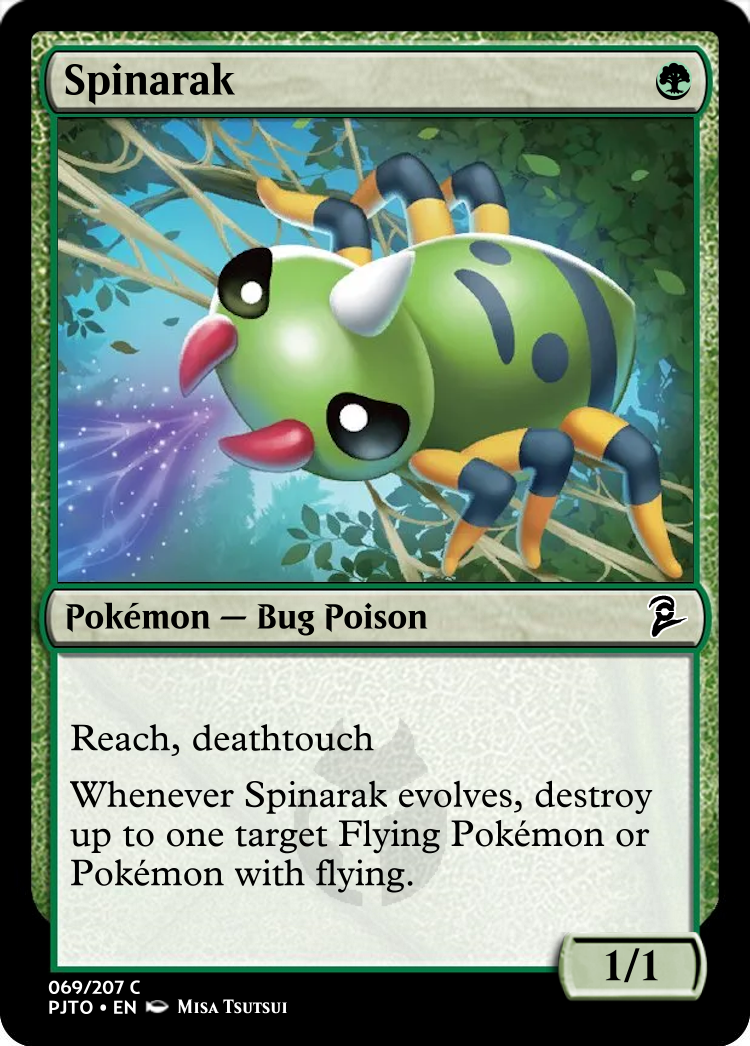 Spinarak
Pokémon — Bug Poison
Reach, deathtouch
Whenever Spinarak evolves, destroy
up to one target Flying Pokémon or
Pokémon with flying.
1/1
069/207 C
PJTO • EN Misa Tsutsui